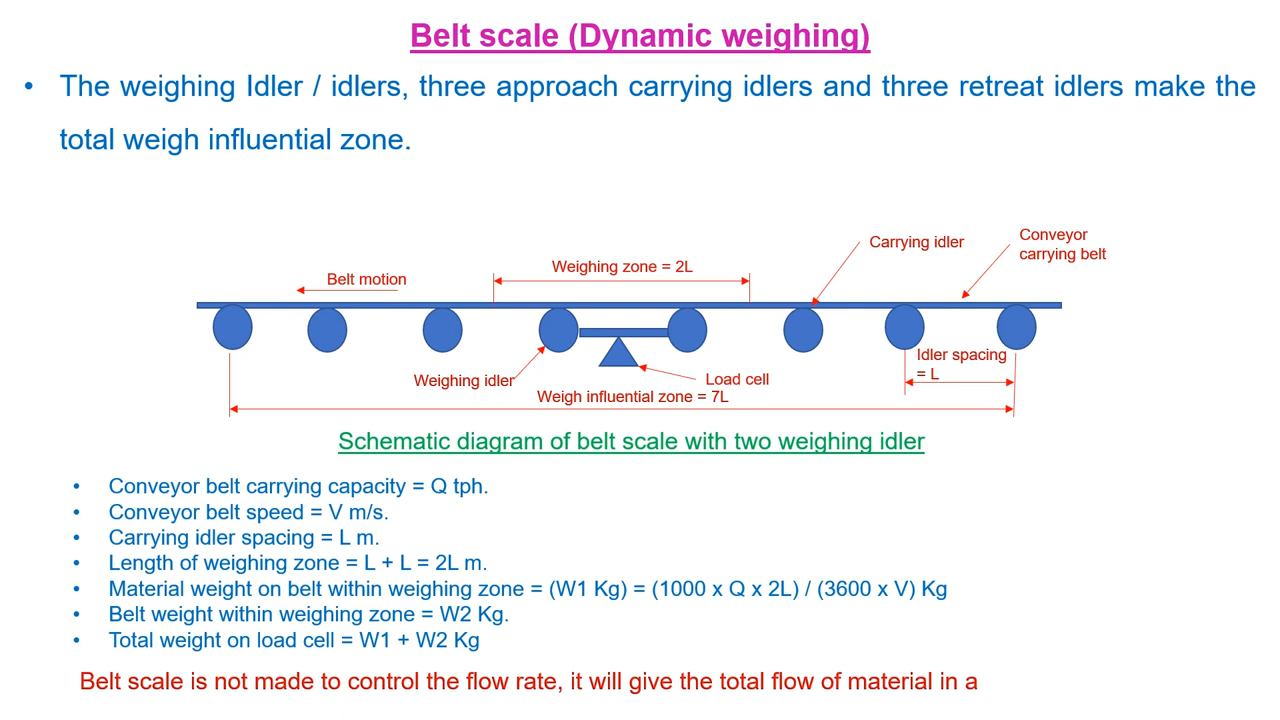 Belt scale (Dynamic weighing)
• The weighing Idler / idlers, three approach carrying idlers and three retreat idlers make the
total weigh influential zone.
Carrying idler
Conveyor
carrying belt
Belt motion
Weighing zone = 2L
Idler spacing
= L
Weighing idler
Load cell
Weigh influential zone = 7L
Schematic diagram of belt scale with two weighing idler
• Conveyor belt carrying capacity = Q tph.
• Conveyor belt speed = V m/s.
• Carrying idler spacing = L m.
• Length of weighing zone = L + L = 2L m.
• Material weight on belt within weighing zone = (W1 Kg) = (1000 x Q x 2L) / (3600 x V) Kg
• Belt weight within weighing zone = W2 Kg.
• Total weight on load cell = W1 + W2 Kg
Belt scale is not made to control the flow rate, it will give the total flow of material in a